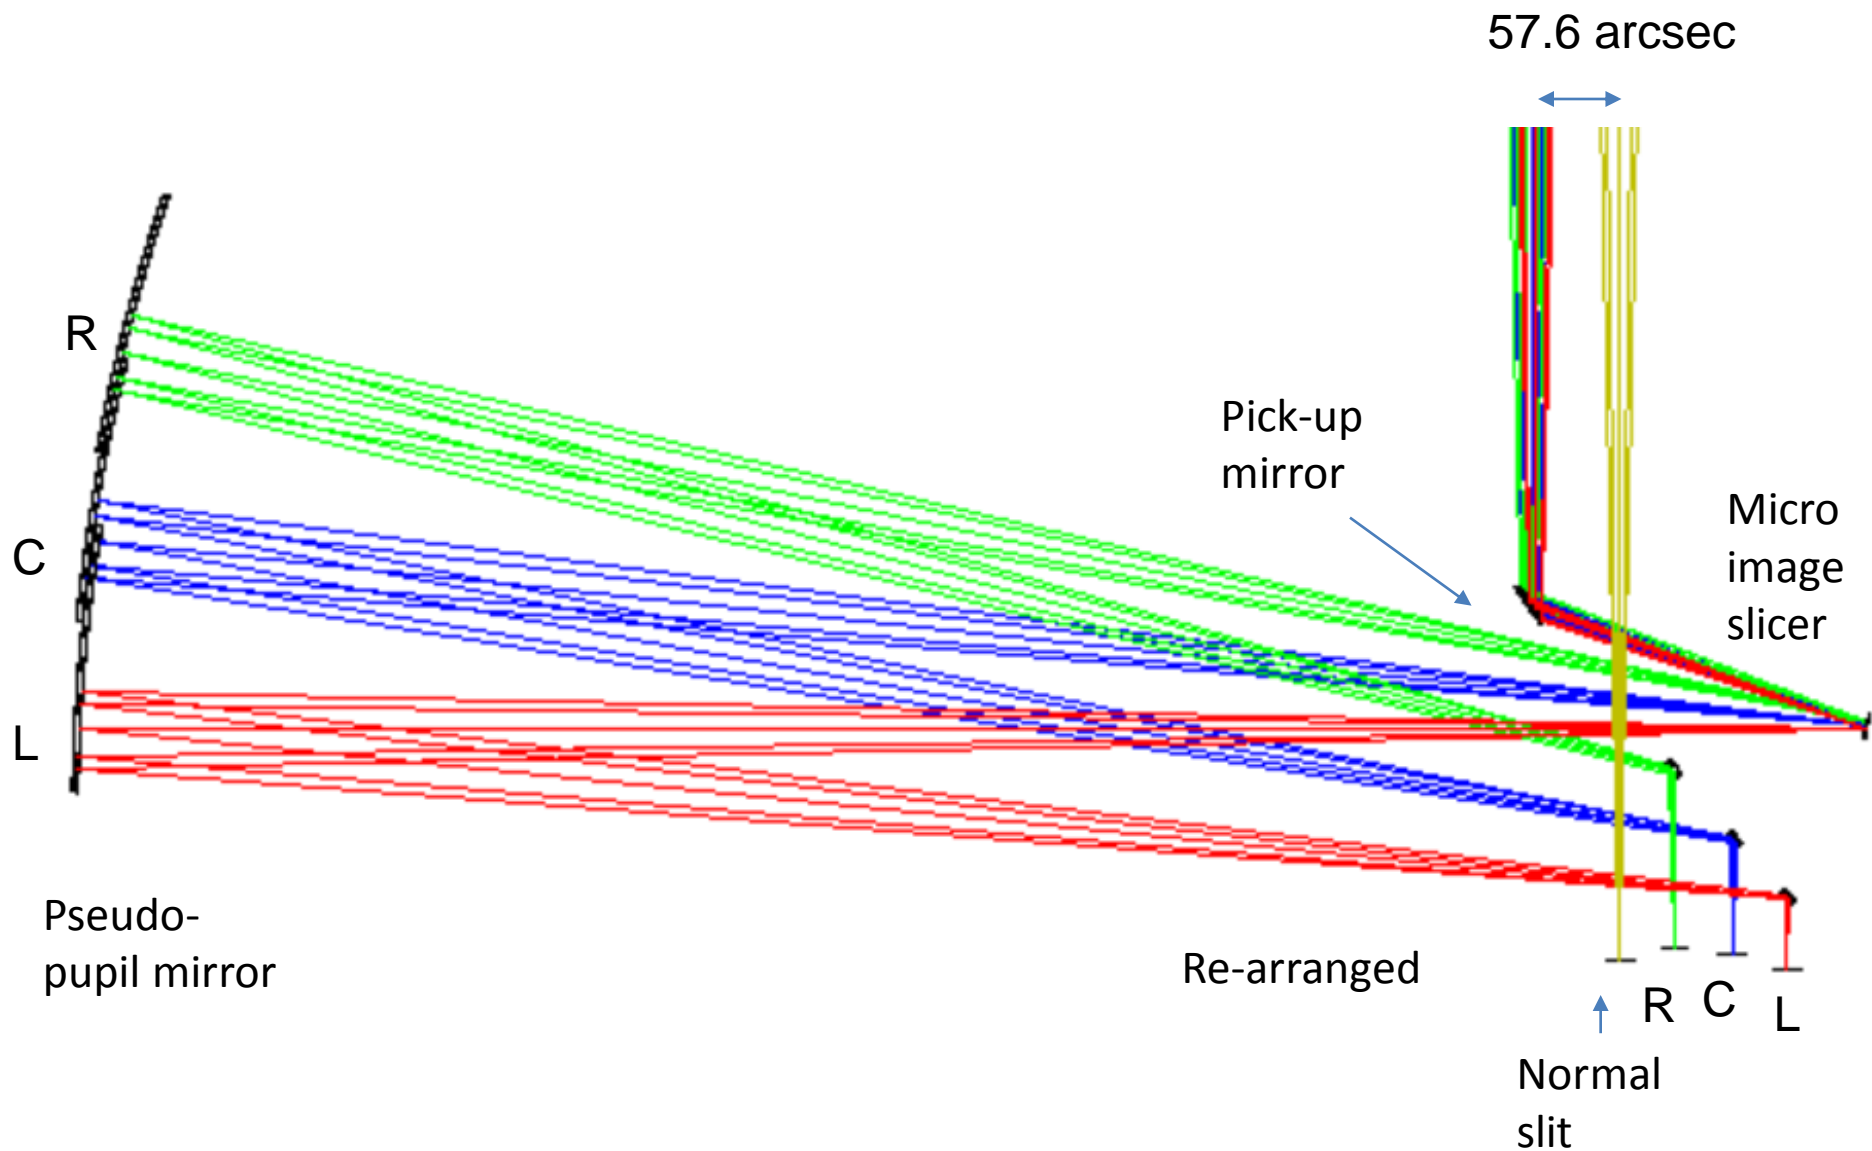 57.6 arcsec
R
Pick-up
mirror
Micro
image
slicer
C
L
Pseudo-
pupil mirror
Re-arranged
R C L
Normal
slit